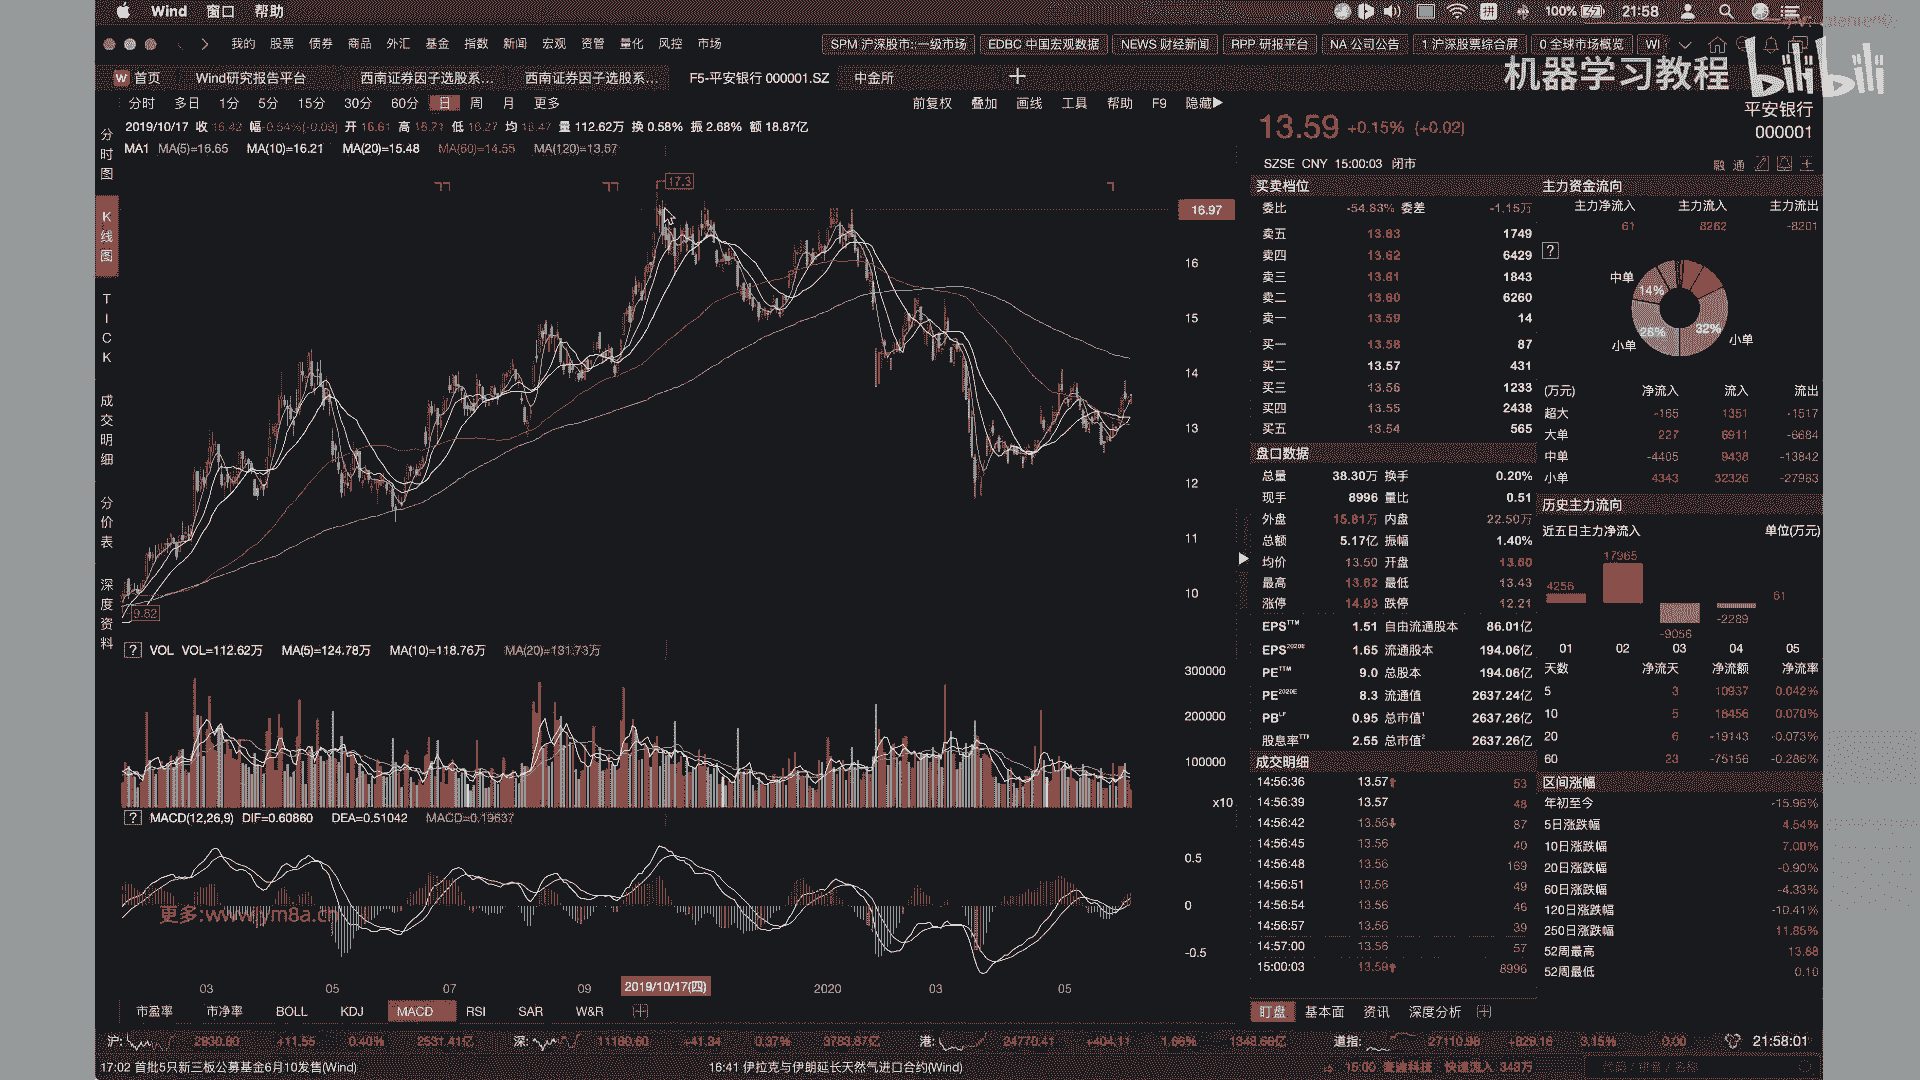 Wind 窗口 帮助 100% 21:58
我的 股票 债券 商品 外汇 基金 指数 新闻 宏观 资管 量化 风控 市场 SPM 沪深股市::一级市场 EDBC 中国宏观数据 NEWS 财经新闻 RPP 研报平台 NA 公司公告 1 沪深股票综合屏 0 全球市场概览 WI
W 首页 Wind研究报告平台 西南证券因子选股系... 西南证券因子选股系... F5-平安银行 000001.SZ 中金所 +
机器学习教程 bilibili
分时 多日 1分 5分 15分 30分 60分 日 周 月 更多 前复权 叠加 画线 工具 帮助 F9 隐藏▶
2019/10/17 收 16.42 幅 -0.54%(-0.09) 开 16.61 高 16.71 低 16.27 均 16.47 量 112.62万 换 0.58% 振 2.68% 额 18.87亿
MA1 MA(5)=16.65 MA(10)=16.21 MA(20)=15.48 MA(60)=14.55 MA(120)=13.67
分时图
K线图
TICK
成交明细
分价表
深度资料
17.3
16.97
16
15
14
13
12
11
10
9.82
? VOL VOL=112.62万 MA(5)=124.78万 MA(10)=118.76万 MA(20)=131.73万
300000
200000
100000
x10
? MACD(12,26,9) DIF=0.60860 DEA=0.51042 MACD=0.19637
0.5
0
-0.5
03 05 07 09 2019/10/17(四) 2020 03 05
市盈率 市净率 BOLL KDJ MACD RSI SAR W&R
13.59 +0.15% (+0.02)
平安银行
000001
SZSE CNY 15:00:03 闭市 融 通
买卖档位
委比 -54.83% 委差 -1.15万
卖五 13.63 1749
卖四 13.62 6429
卖三 13.61 1843
卖二 13.60 6260
卖一 13.59 14
买一 13.58 87
买二 13.57 431
买三 13.56 1233
买四 13.55 2438
买五 13.54 565
盘口数据
总量 38.30万 换手 0.20%
现手 8996 量比 0.51
外盘 15.81万 内盘 22.50万
总额 5.17亿 振幅 1.40%
均价 13.50 开盘 13.60
最高 13.62 最低 13.43
涨停 14.93 跌停 12.21
EPSTTM 1.51 自由流通股本 86.01亿
EPS2020E 1.65 流通股本 194.06亿
PETTM 9.0 总股本 194.06亿
PE2020E 8.3 流通值 2637.24亿
PBLF 0.95 总市值1 2637.26亿
股息率TTM 2.55 总市值2 2637.26亿
成交明细
14:56:36 13.57 53
14:56:39 13.57 48
14:56:42 13.56 87
14:56:45 13.56 40
14:56:48 13.56 169
14:56:51 13.56 49
14:56:54 13.56 46
14:56:57 13.56 39
14:57:00 13.56 57
15:00:03 13.59 8996
盯盘 基本面 资讯 深度分析
主力资金流向
主力净流入 主力流入 主力流出
61 8262 -8201
?
中单 14%
小单 26%
32% 小单
(万元) 净流入 流入 流出
超大 -165 1351 -1517
大单 227 6911 -6684
中单 -4405 9438 -13842
小单 4343 32326 -27983
历史主力流向
近五日主力净流入 单位(万元)
4256 17965 -9056 -2289 61
01 02 03 04 05
天数 净流天 净流额 净流率
5 3 10937 0.042%
10 5 18456 0.070%
20 6 -19143 -0.073%
60 23 -75156 -0.286%
区间涨幅
年初至今 -15.96%
5日涨跌幅 4.54%
10日涨跌幅 7.00%
20日涨跌幅 -0.90%
60日涨跌幅 -4.33%
120日涨跌幅 -10.41%
250日涨跌幅 11.85%
52周最高
52周最低
更多:www
沪: 2930.80 +11.55 0.40% 2531.41亿 深: 11180.60 +41.34 0.37% 3783.87亿 港: 24770.41 +404.11 1.66% 道指: 27110.98 +829.16 3.15% 0.00 21:58:01
17:02 首批5只新三板公募基金6月10发售(Wind) 16:41 伊拉克与伊朗延长天然气进口合约(Wind)